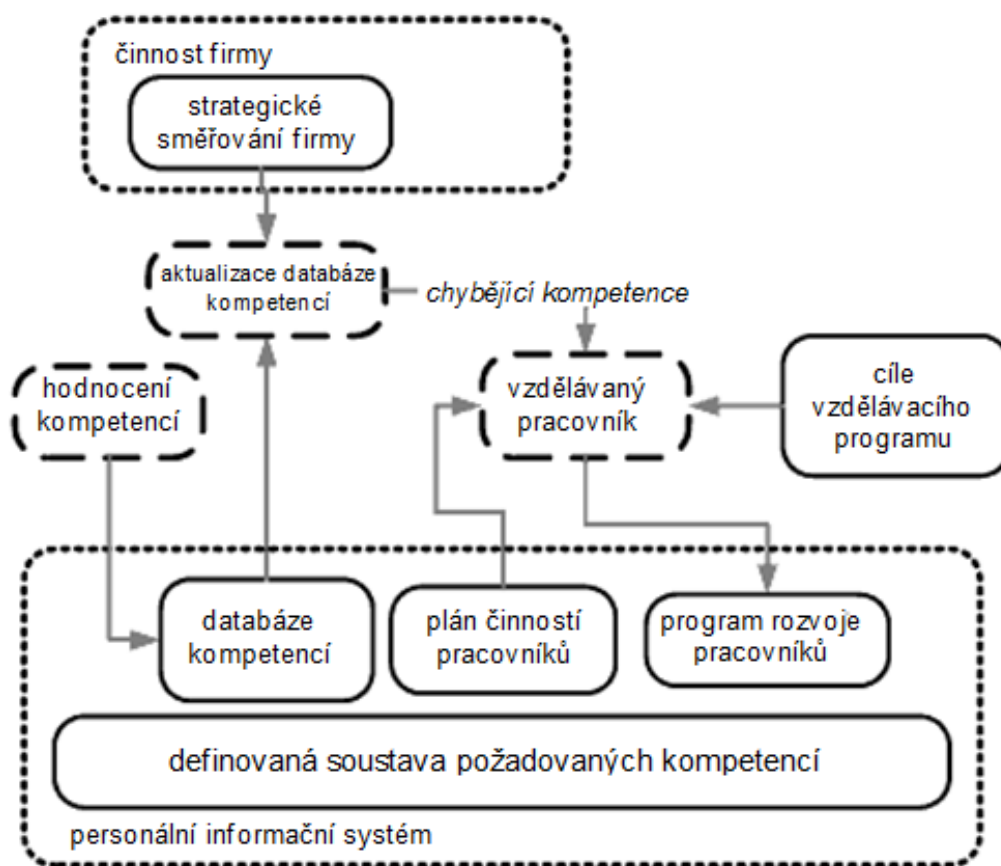 činnost firmy
strategické
směřování firmy
aktualizace databáze
kompetencí
chybějící kompetence
hodnocení
kompetencí
vzdělávaný
pracovník
cíle
vzdělávacího
programu
databáze
kompetencí
plán činností
pracovníků
program rozvoje
pracovníků
definovaná soustava požadovaných kompetencí
personální informační systém